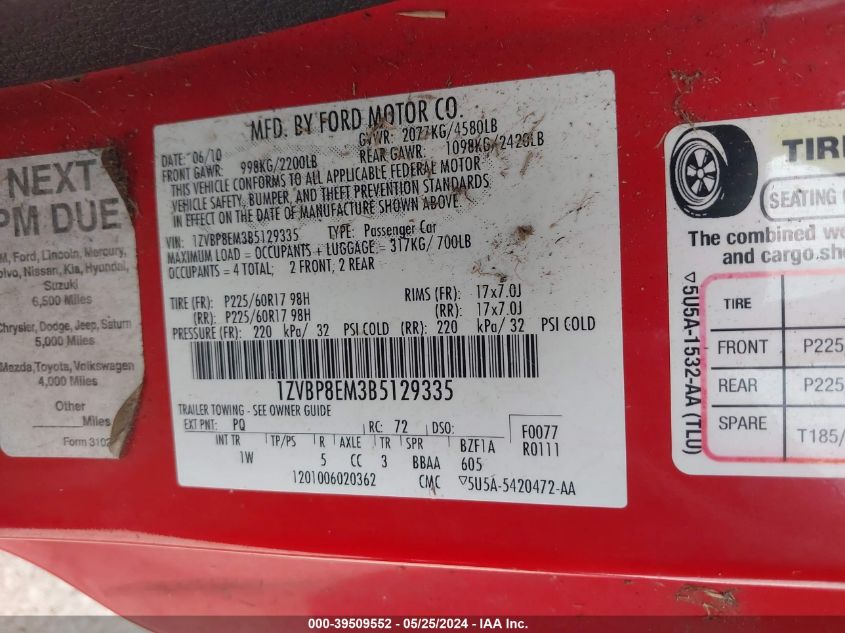 NEXT
PM DUE
M, Ford, Lincoln, Mercury,
olvo, Nissan, Kia, Hyundai,
Suzuki
6,500 Miles
Chrysler, Dodge, Jeep, Saturn
5,000 Miles
Mazda, Toyota, Volkswagen
4,000 Miles
Other
Miles
Form 3102
MFD. BY FORD MOTOR CO.
DATE: 06/10 GVWR: 2077KG/4580LB
FRONT GAWR: 998KG/2200LB REAR GAWR: 1098KG/2420LB
THIS VEHICLE CONFORMS TO ALL APPLICABLE FEDERAL MOTOR
VEHICLE SAFETY, BUMPER, AND THEFT PREVENTION STANDARDS
IN EFFECT ON THE DATE OF MANUFACTURE SHOWN ABOVE.
VIN: 1ZVBP8EM3B5129335 TYPE: Passenger Car
MAXIMUM LOAD = OCCUPANTS + LUGGAGE = 317KG/ 700LB
OCCUPANTS = 4 TOTAL; 2 FRONT, 2 REAR
TIRE (FR): P225/60R17 98H RIMS (FR): 17x7.0J
(RR): P225/60R17 98H (RR): 17x7.0J
PRESSURE (FR): 220 kPa/ 32 PSI COLD (RR): 220 kPa/ 32 PSI COLD
1ZVBP8EM3B5129335
TRAILER TOWING - SEE OWNER GUIDE
EXT PNT: PQ RC: 72 DSO: F0077
INT TR TP/PS R AXLE TR SPR BZF1A R0111
1W 5 CC 3 BBAA 605
1201006020362 CMC ▽5U5A-5420472-AA
▽5U5A-1532-AA (TLU)
TIR
SEATING
The combined
and cargo sho
TIRE
FRONT P225/
REAR P225
SPARE T185/
000-39509552 - 05/25/2024 - IAA Inc.